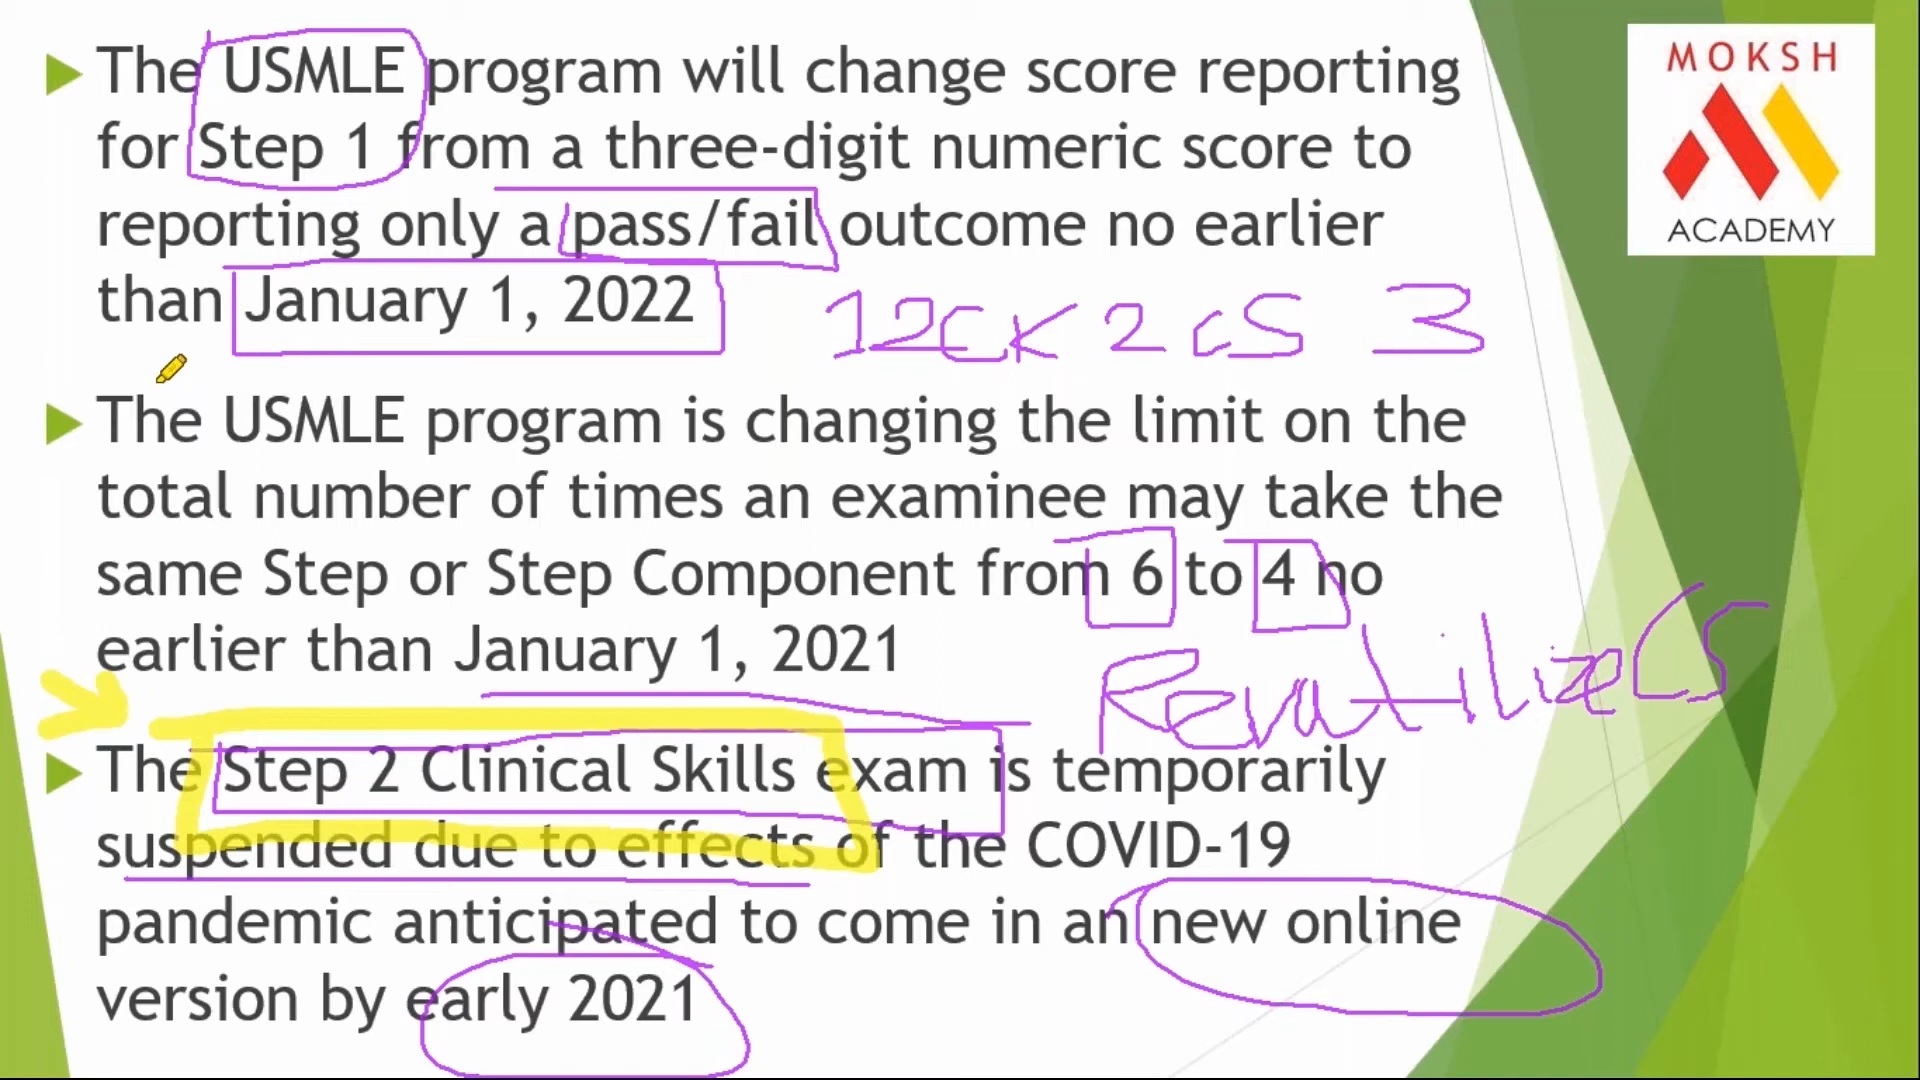 The USMLE program will change score reporting
for Step 1 from a three-digit numeric score to
reporting only a pass/fail outcome no earlier
than January 1, 2022
12CK 2 CS 3
The USMLE program is changing the limit on the
total number of times an examinee may take the
same Step or Step Component from 6 to 4 no
earlier than January 1, 2021
RevatilizeCS
The Step 2 Clinical Skills exam is temporarily
suspended due to effects of the COVID-19
pandemic anticipated to come in an new online
version by early 2021
MOKSH
ACADEMY